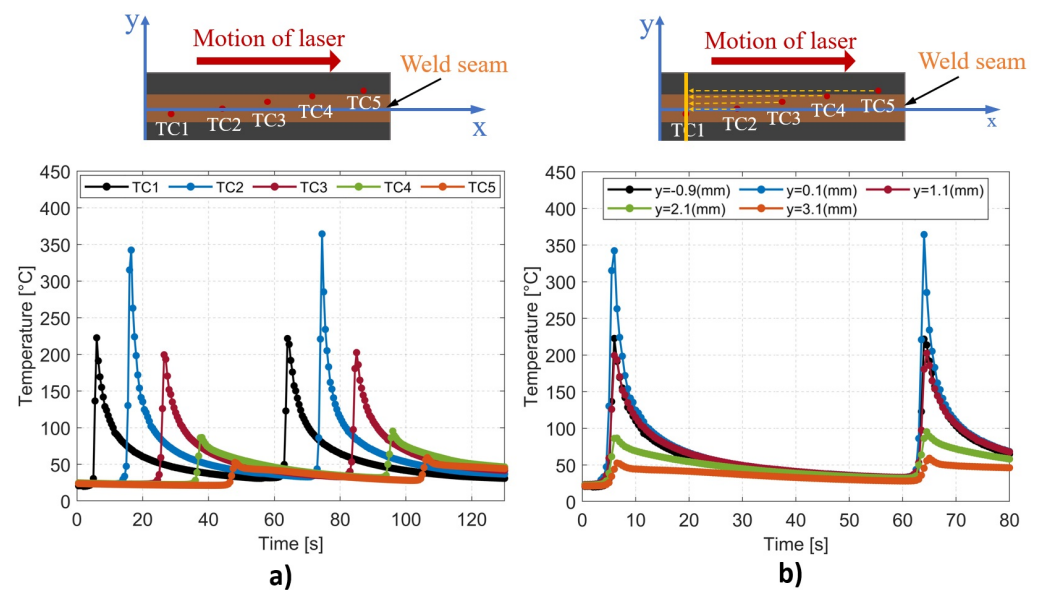 y
Motion of laser
Weld seam
TC1
TC2
TC3
TC4
TC5
x
450
400
350
300
250
200
150
100
50
0
Temperature [°C]
TC1 TC2 TC3 TC4 TC5
0 20 40 60 80 100 120
Time [s]
a)
y
Motion of laser
Weld seam
TC1
TC2
TC3
TC4
TC5
x
450
400
350
300
250
200
150
100
50
0
Temperature [°C]
y=-0.9(mm) y=0.1(mm) y=1.1(mm)
y=2.1(mm) y=3.1(mm)
0 10 20 30 40 50 60 70 80
Time [s]
b)